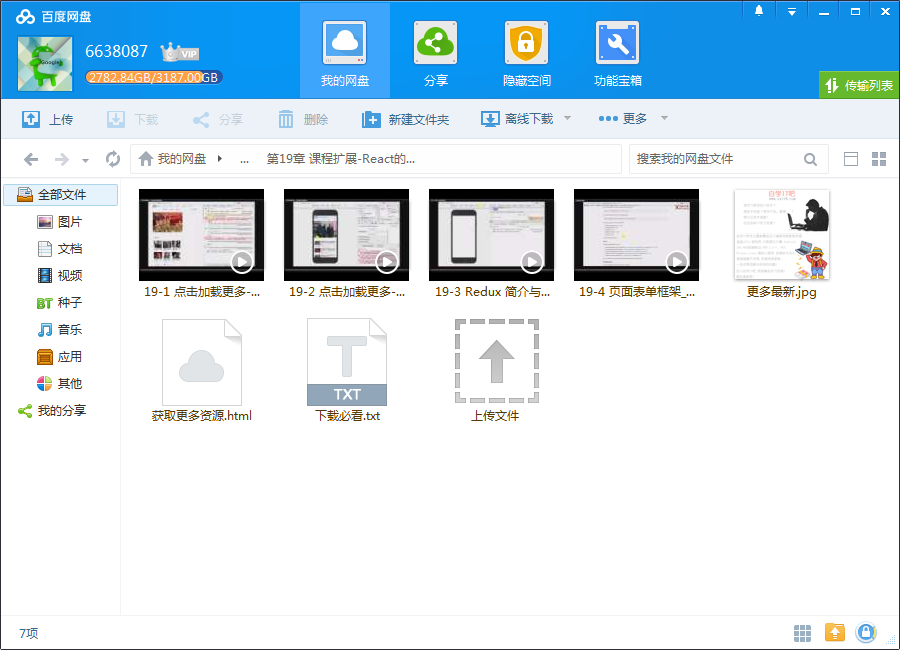 百度网盘
6638087
VIP
2782.84GB/3187.00GB
我的网盘
分享
隐藏空间
功能宝箱
传输列表
上传
下载
分享
删除
新建文件夹
离线下载
更多
我的网盘
...
第19章 课程扩展-React的...
搜索我的网盘文件
全部文件
图片
文档
视频
BT 种子
音乐
应用
其他
我的分享
19-1 点击加载更多-...
19-2 点击加载更多-...
19-3 Redux 简介与...
19-4 页面表单框架_...
自学IT吧
更多最新.jpg
获取更多资源.html
TXT
下载必看.txt
上传文件
7项